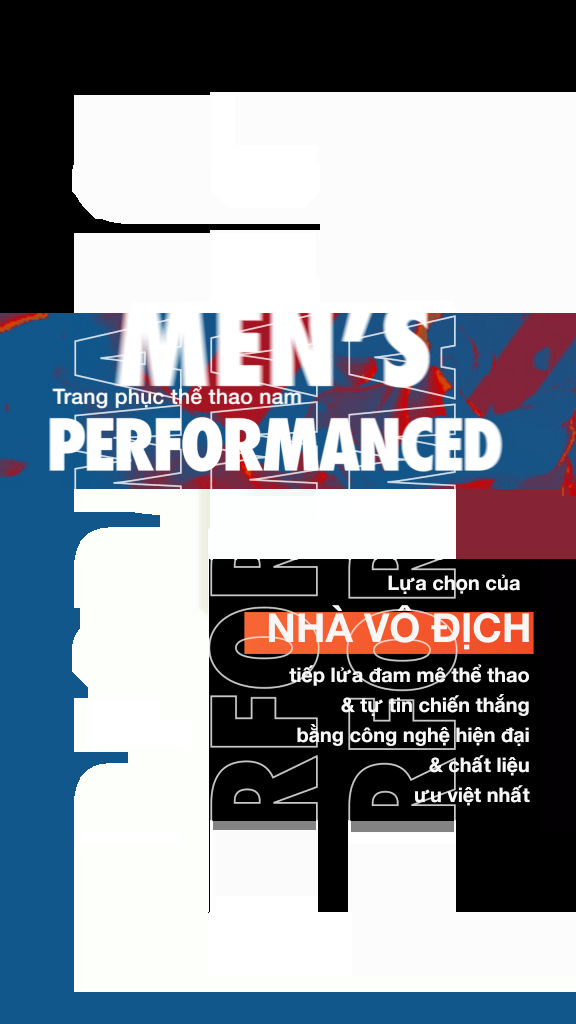 MEN'S
Trang phục thể thao nam
PERFORMANCED
Lựa chọn của
NHÀ VÔ ĐỊCH
tiếp lửa đam mê thể thao
& tự tin chiến thắng
bằng công nghệ hiện đại
& chất liệu
ưu việt nhất